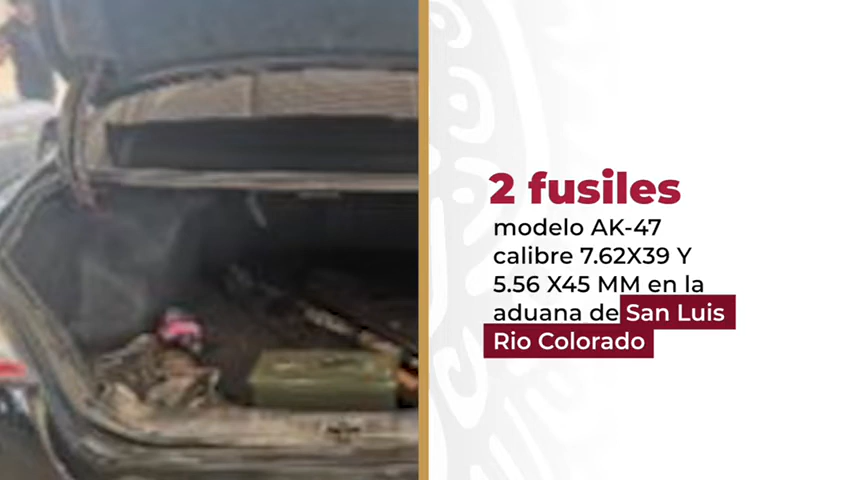 2 fusiles
modelo AK-47
calibre 7.62X39 Y
5.56 X45 MM en la
aduana de San Luis
Rio Colorado